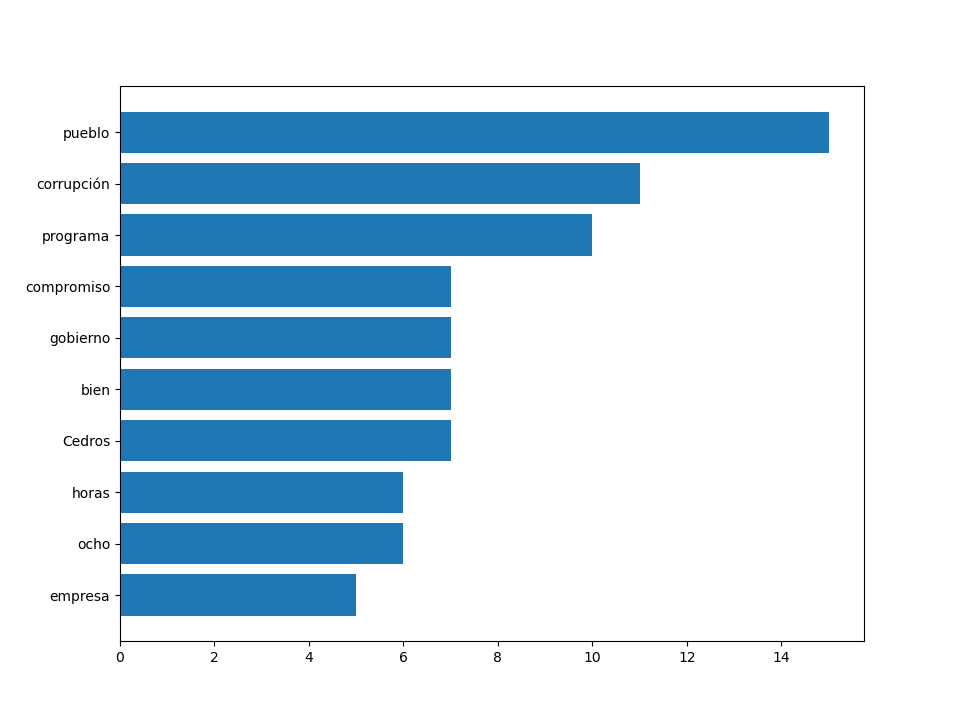 pueblo
corrupción
programa
compromiso
gobierno
bien
Cedros
horas
ocho
empresa
0 2 4 6 8 10 12 14